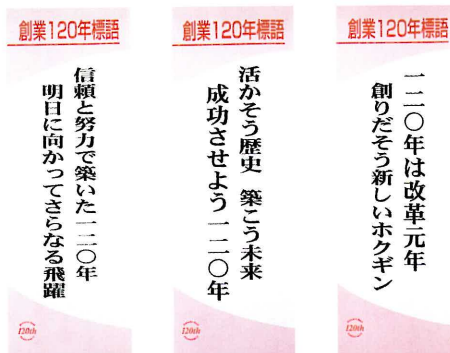 創業120年標語
一二〇年は改革元年
創りだそう新しいホクギン
120th
創業120年標語
活かそう歴史 築こう未来
成功させよう一二〇年
120th
創業120年標語
信頼と努力で築いた一二〇年
明日に向かってさらなる飛躍
120th